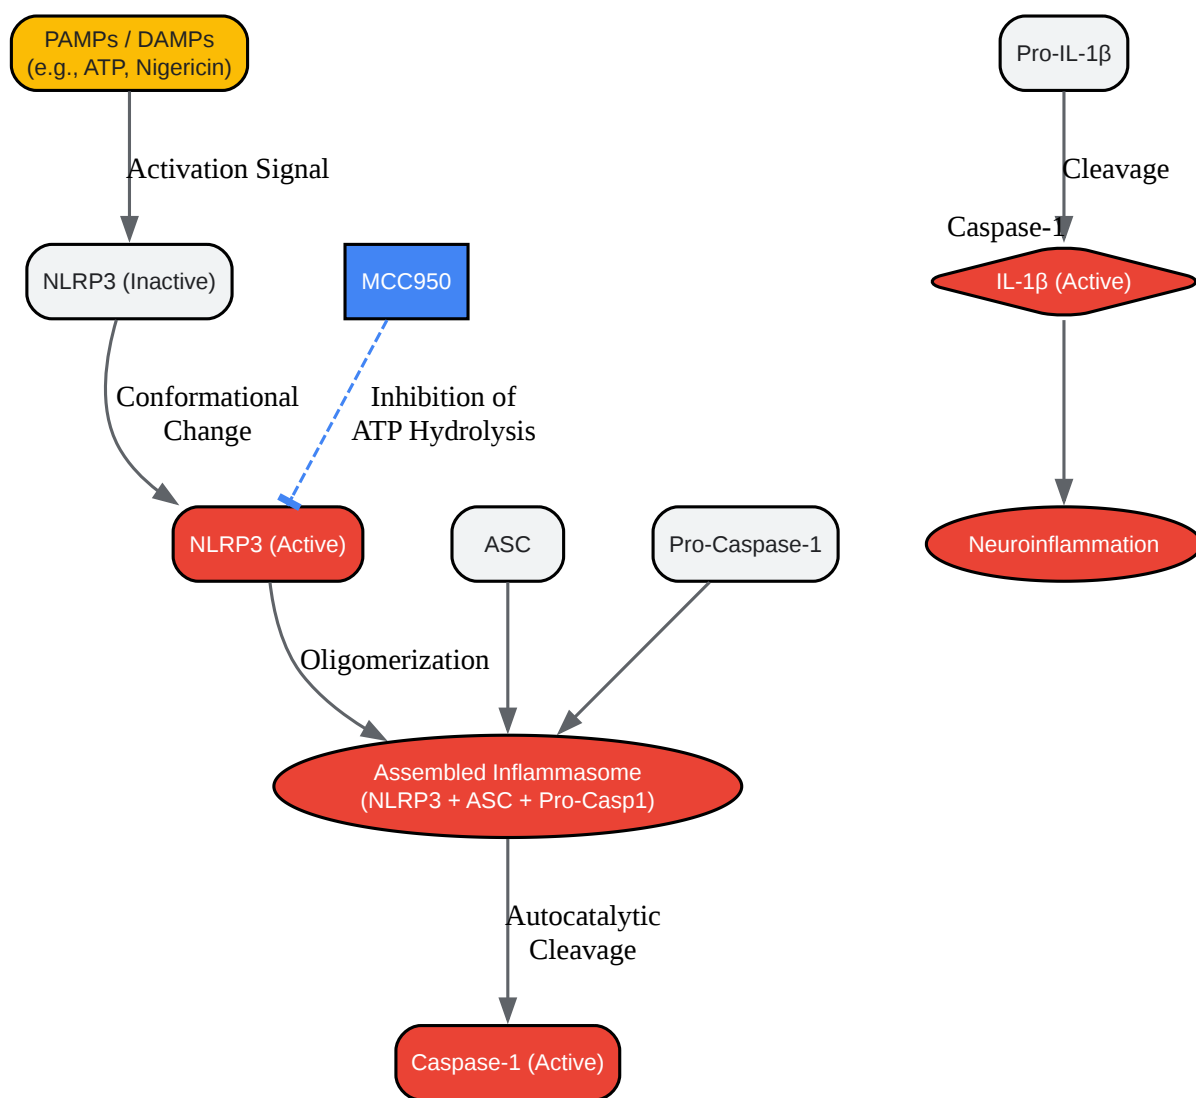 PAMPs / DAMPs
(e.g., ATP, Nigericin)
Activation Signal
NLRP3 (Inactive)
MCC950
Conformational
Change
Inhibition of
ATP Hydrolysis
NLRP3 (Active)
ASC
Pro-Caspase-1
Oligomerization
Assembled Inflammasome
(NLRP3 + ASC + Pro-Casp1)
Autocatalytic
Cleavage
Caspase-1 (Active)
Pro-IL-1β
Cleavage
Caspase-1
IL-1β (Active)
Neuroinflammation